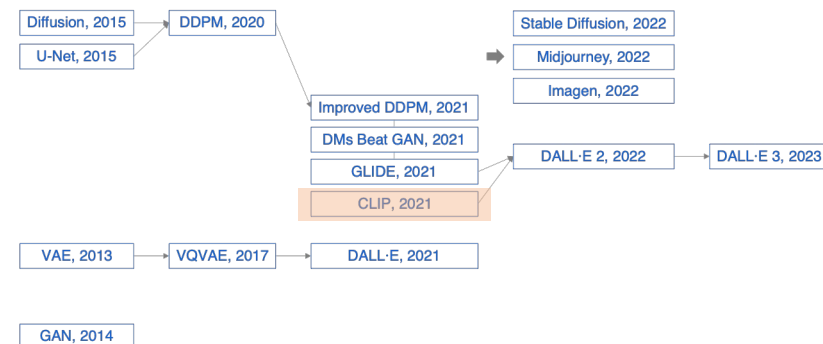 Diffusion, 2015
DDPM, 2020
Stable Diffusion, 2022
U-Net, 2015
Midjourney, 2022
Imagen, 2022
Improved DDPM, 2021
DMs Beat GAN, 2021
GLIDE, 2021
DALL·E 2, 2022
DALL·E 3, 2023
CLIP, 2021
VAE, 2013
VQVAE, 2017
DALL·E, 2021
GAN, 2014